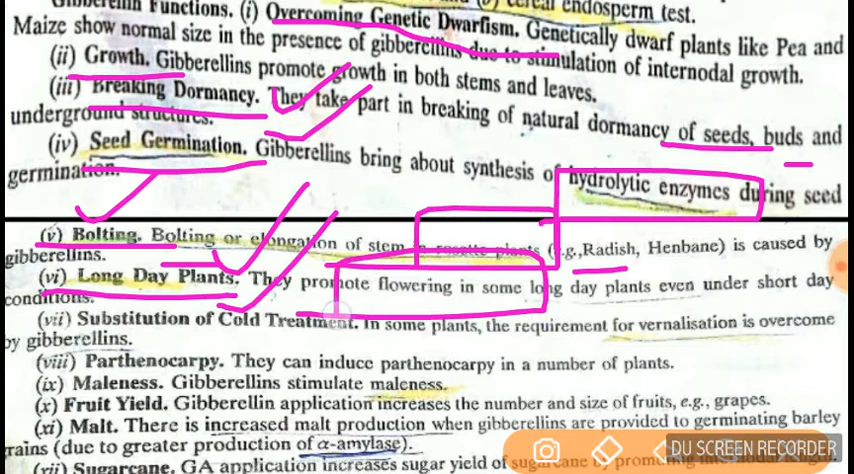 Gibberellin Functions. (i) Overcoming Genetic Dwarfism. Genetically dwarf plants like Pea and
cereal endosperm test.
Maize show normal size in the presence of gibberellins due to stimulation of internodal growth.
(ii) Growth. Gibberellins promote growth in both stems and leaves.
(iii) Breaking Dormancy. They take part in breaking of natural dormancy of seeds, buds and
underground structures.
(iv) Seed Germination. Gibberellins bring about synthesis of hydrolytic enzymes during seed
germination.
(v) Bolting. Bolting or elongation of stem in rosette plants (e.g.,Radish, Henbane) is caused by
gibberellins.
(vi) Long Day Plants. They promote flowering in some long day plants even under short day
conditions.
(vii) Substitution of Cold Treatment. In some plants, the requirement for vernalisation is overcome
by gibberellins.
(viii) Parthenocarpy. They can induce parthenocarpy in a number of plants.
(ix) Maleness. Gibberellins stimulate maleness.
(x) Fruit Yield. Gibberellin application increases the number and size of fruits, e.g., grapes.
(xi) Malt. There is increased malt production when gibberellins are provided to germinating barley
rains (due to greater production of α-amylase).
(xii) Sugarcane. GA application increases sugar yield of sugarcane by promoting
DU SCREEN RECORDER